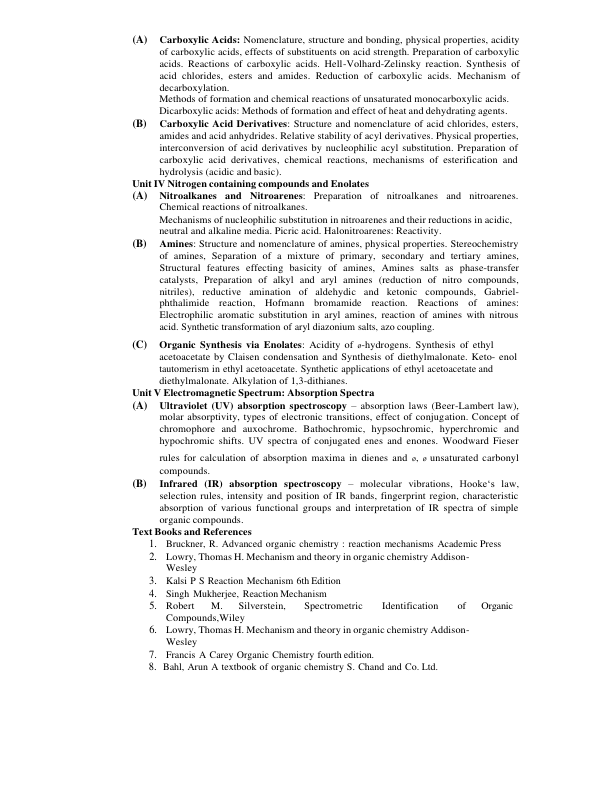 (A) Carboxylic Acids: Nomenclature, structure and bonding, physical properties, acidity
of carboxylic acids, effects of substituents on acid strength. Preparation of carboxylic
acids. Reactions of carboxylic acids. Hell-Volhard-Zelinsky reaction. Synthesis of
acid chlorides, esters and amides. Reduction of carboxylic acids. Mechanism of
decarboxylation.
Methods of formation and chemical reactions of unsaturated monocarboxylic acids.
Dicarboxylic acids: Methods of formation and effect of heat and dehydrating agents.
(B) Carboxylic Acid Derivatives: Structure and nomenclature of acid chlorides, esters,
amides and acid anhydrides. Relative stability of acyl derivatives. Physical properties,
interconversion of acid derivatives by nucleophilic acyl substitution. Preparation of
carboxylic acid derivatives, chemical reactions, mechanisms of esterification and
hydrolysis (acidic and basic).
Unit IV Nitrogen containing compounds and Enolates
(A) Nitroalkanes and Nitroarenes: Preparation of nitroalkanes and nitroarenes.
Chemical reactions of nitroalkanes.
Mechanisms of nucleophilic substitution in nitroarenes and their reductions in acidic,
neutral and alkaline media. Picric acid. Halonitroarenes: Reactivity.
(B) Amines: Structure and nomenclature of amines, physical properties. Stereochemistry
of amines, Separation of a mixture of primary, secondary and tertiary amines,
Structural features effecting basicity of amines, Amines salts as phase-transfer
catalysts, Preparation of alkyl and aryl amines (reduction of nitro compounds,
nitriles), reductive amination of aldehydic and ketonic compounds, Gabriel-
phthalimide reaction, Hofmann bromamide reaction. Reactions of amines:
Electrophilic aromatic substitution in aryl amines, reaction of amines with nitrous
acid. Synthetic transformation of aryl diazonium salts, azo coupling.
(C) Organic Synthesis via Enolates: Acidity of -hydrogens. Synthesis of ethyl
acetoacetate by Claisen condensation and Synthesis of diethylmalonate. Keto- enol
tautomerism in ethyl acetoacetate. Synthetic applications of ethyl acetoacetate and
diethylmalonate. Alkylation of 1,3-dithianes.
Unit V Electromagnetic Spectrum: Absorption Spectra
(A) Ultraviolet (UV) absorption spectroscopy – absorption laws (Beer-Lambert law),
molar absorptivity, types of electronic transitions, effect of conjugation. Concept of
chromophore and auxochrome. Bathochromic, hypsochromic, hyperchromic and
hypochromic shifts. UV spectra of conjugated enes and enones. Woodward Fieser
rules for calculation of absorption maxima in dienes and , unsaturated carbonyl
compounds.
(B) Infrared (IR) absorption spectroscopy – molecular vibrations, Hooke‘s law,
selection rules, intensity and position of IR bands, fingerprint region, characteristic
absorption of various functional groups and interpretation of IR spectra of simple
organic compounds.
Text Books and References
1. Bruckner, R. Advanced organic chemistry : reaction mechanisms Academic Press
2. Lowry, Thomas H. Mechanism and theory in organic chemistry Addison-
Wesley
3. Kalsi P S Reaction Mechanism 6th Edition
4. Singh Mukherjee, Reaction Mechanism
5. Robert M. Silverstein, Spectrometric Identification of Organic
Compounds,Wiley
6. Lowry, Thomas H. Mechanism and theory in organic chemistry Addison-
Wesley
7. Francis A Carey Organic Chemistry fourth edition.
8. Bahl, Arun A textbook of organic chemistry S. Chand and Co. Ltd.